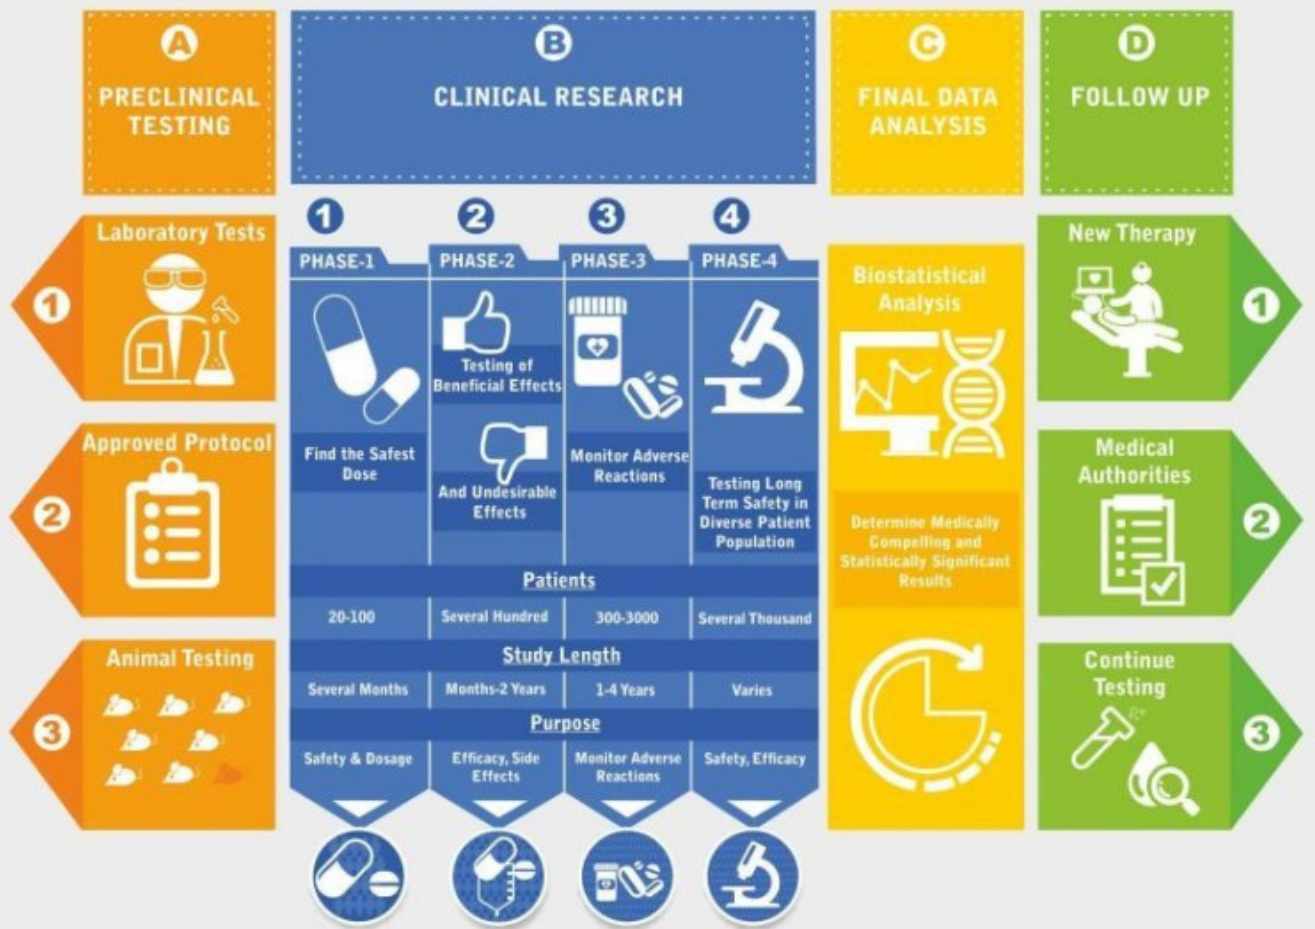 A
PRECLINICAL
TESTING
B
CLINICAL RESEARCH
C
FINAL DATA
ANALYSIS
D
FOLLOW UP
1
Laboratory Tests
2
Approved Protocol
3
Animal Testing
1
2
3
4
PHASE-1
PHASE-2
PHASE-3
PHASE-4
Find the Safest
Dose
Testing of
Beneficial Effects
And Undesirable
Effects
Monitor Adverse
Reactions
Testing Long
Term Safety in
Diverse Patient
Population
Patients
20-100
Several Hundred
300-3000
Several Thousand
Study Length
Several Months
Months-2 Years
1-4 Years
Varies
Purpose
Safety & Dosage
Efficacy, Side
Effects
Monitor Adverse
Reactions
Safety, Efficacy
Biostatistical
Analysis
Determine Medically
Compelling and
Statistically Significant
Results
New Therapy
1
Medical
Authorities
2
Continue
Testing
3